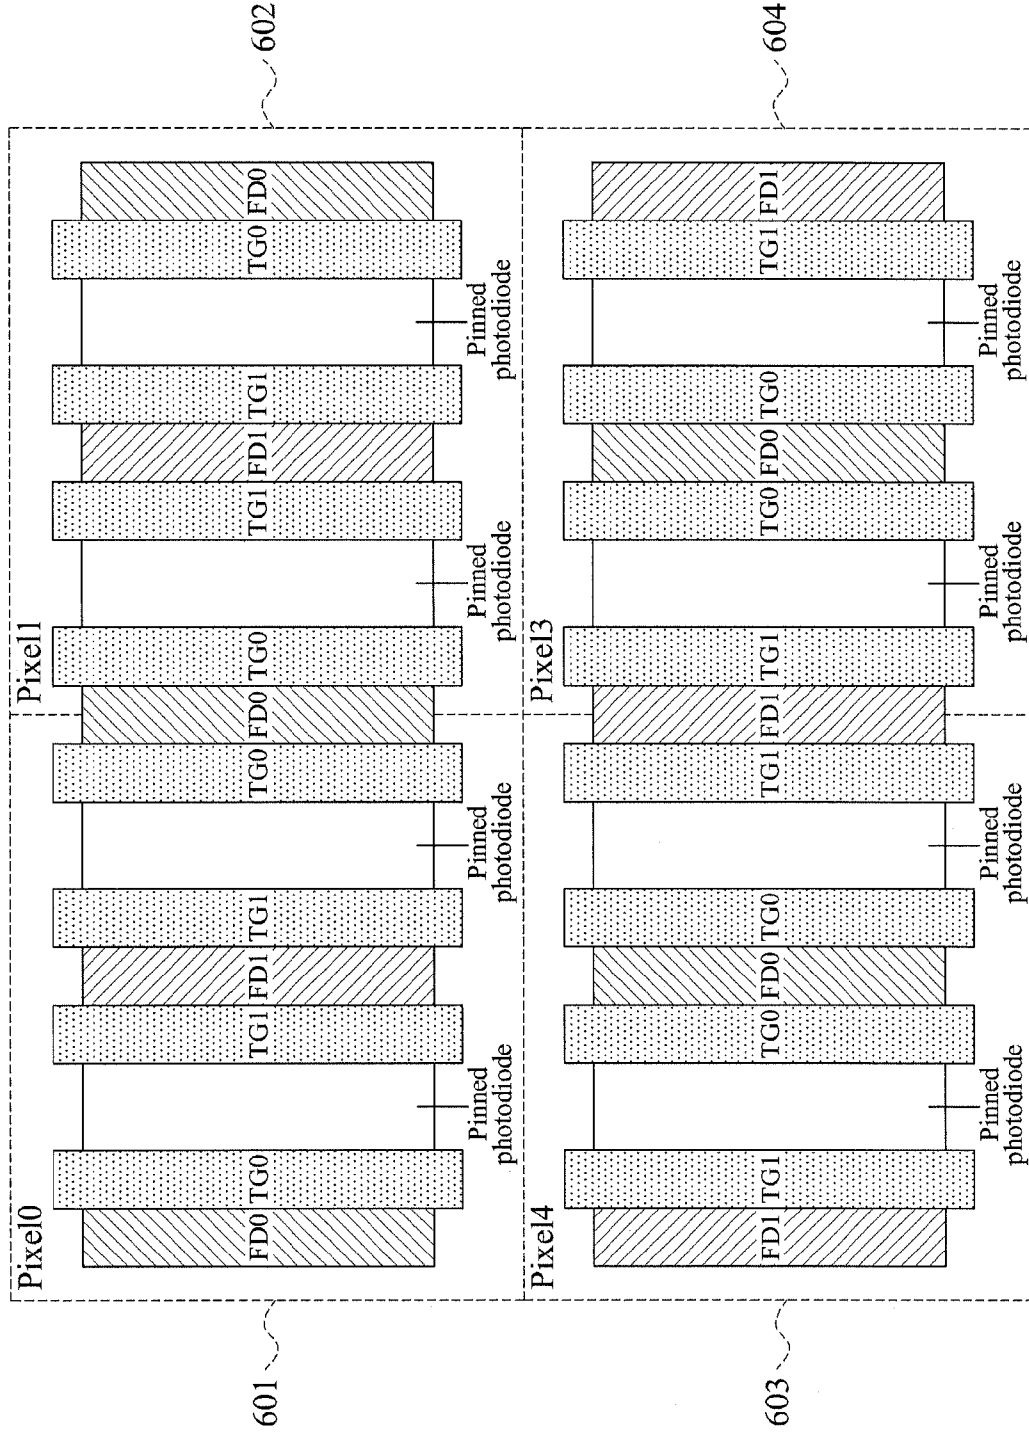 601
602
Pixel0
Pixel1
FD0
TG0
Pinned
photodiode
TG1
FD1
TG1
Pinned
photodiode
TG0
FD0
TG0
Pinned
photodiode
TG1
FD1
TG1
Pinned
photodiode
TG0
FD0
603
604
Pixel4
Pixel3
FD1
TG1
Pinned
photodiode
TG0
FD0
TG0
Pinned
photodiode
TG1
FD1
TG1
Pinned
photodiode
TG0
FD0
TG0
Pinned
photodiode
TG1
FD1